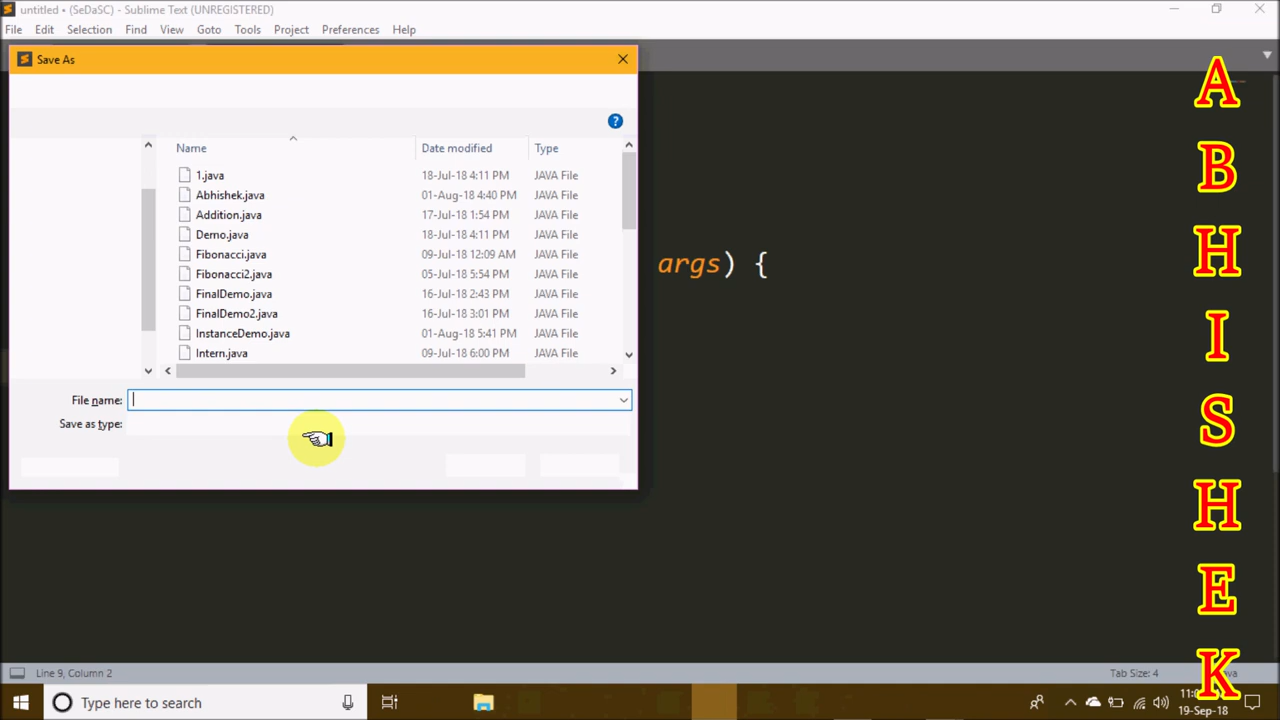 untitled • (SeDaSC) - Sublime Text (UNREGISTERED)
File Edit Selection Find View Goto Tools Project Preferences Help
Save As
Name Date modified Type
1.java 18-Jul-18 4:11 PM JAVA File
Abhishek.java 01-Aug-18 4:40 PM JAVA File
Addition.java 17-Jul-18 1:54 PM JAVA File
Demo.java 18-Jul-18 4:11 PM JAVA File
Fibonacci.java 09-Jul-18 12:09 AM JAVA File
Fibonacci2.java 05-Jul-18 5:54 PM JAVA File
FinalDemo.java 16-Jul-18 2:43 PM JAVA File
FinalDemo2.java 16-Jul-18 3:01 PM JAVA File
InstanceDemo.java 01-Aug-18 5:41 PM JAVA File
Intern.java 09-Jul-18 6:00 PM JAVA File
File name:
Save as type:
args) {
A
B
H
I
S
H
E
K
Line 9, Column 2
Tab Size: 4
Type here to search
19-Sep-18